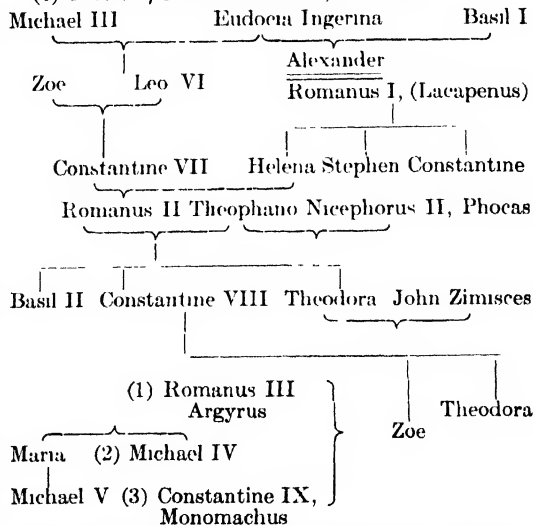 Michael III Eudocia Ingerina Basil I
Alexander
Zoe Leo VI
Romanus I, (Lacapenus)
Constantine VII Helena Stephen Constantine
Romanus II Theophano Nicephorus II, Phocas
Basil II Constantine VIII Theodora John Zimisces
(1) Romanus III
Argyrus
Theodora
Zoe
Maria (2) Michael IV
Michael V (3) Constantine IX,
Monomachus